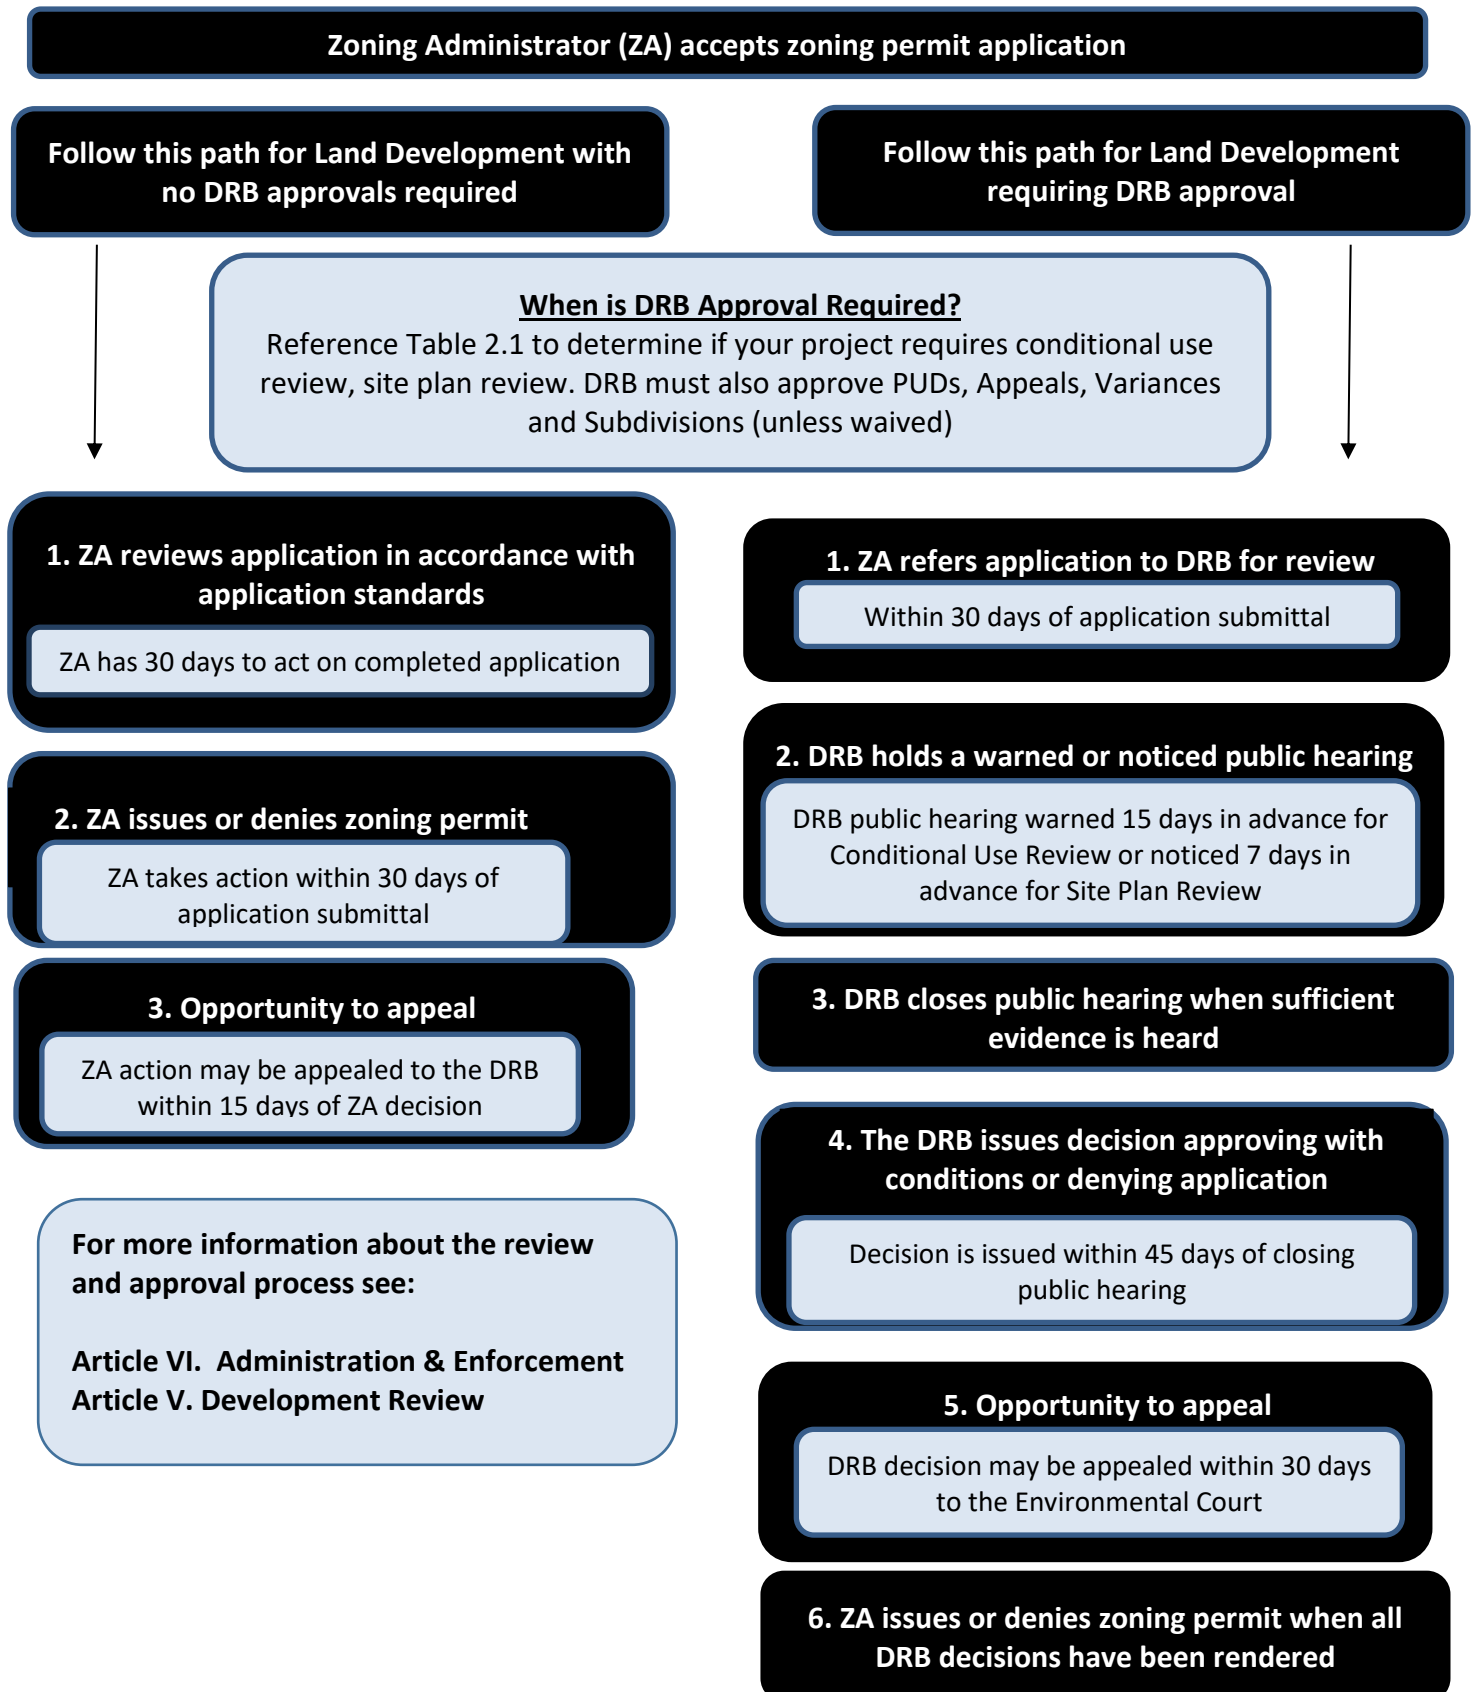 Zoning Administrator (ZA) accepts zoning permit application
Follow this path for Land Development with
no DRB approvals required
Follow this path for Land Development
requiring DRB approval
When is DRB Approval Required?
Reference Table 2.1 to determine if your project requires conditional use
review, site plan review. DRB must also approve PUDs, Appeals, Variances
and Subdivisions (unless waived)
1. ZA reviews application in accordance with
application standards
ZA has 30 days to act on completed application
2. ZA issues or denies zoning permit
ZA takes action within 30 days of
application submittal
3. Opportunity to appeal
ZA action may be appealed to the DRB
within 15 days of ZA decision
For more information about the review
and approval process see:
Article VI.  Administration & Enforcement
Article V. Development Review
1. ZA refers application to DRB for review
Within 30 days of application submittal
2. DRB holds a warned or noticed public hearing
DRB public hearing warned 15 days in advance for
Conditional Use Review or noticed 7 days in
advance for Site Plan Review
3. DRB closes public hearing when sufficient
evidence is heard
4. The DRB issues decision approving with
conditions or denying application
Decision is issued within 45 days of closing
public hearing
5. Opportunity to appeal
DRB decision may be appealed within 30 days
to the Environmental Court
6. ZA issues or denies zoning permit when all
DRB decisions have been rendered